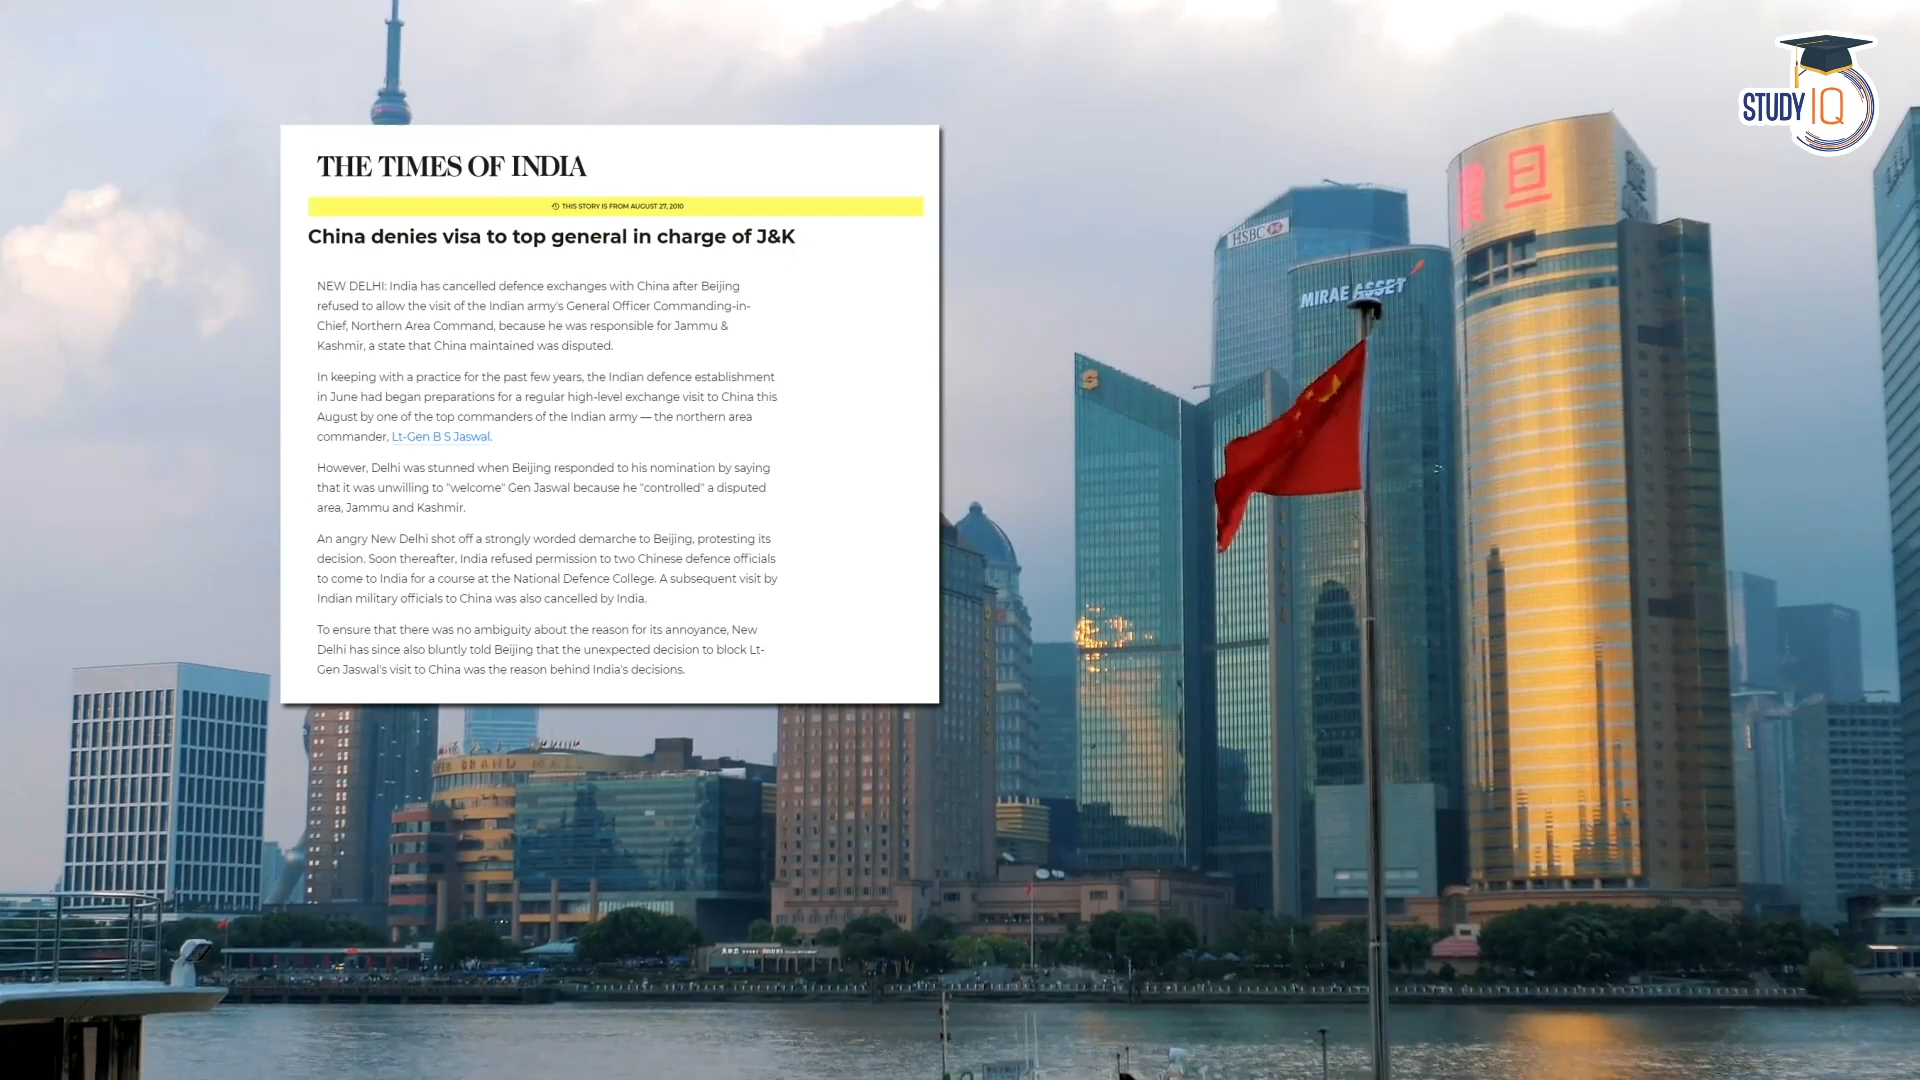 STUDY IQ
THE TIMES OF INDIA
THIS STORY IS FROM AUGUST 27, 2010
China denies visa to top general in charge of J&K
NEW DELHI: India has cancelled defence exchanges with China after Beijing
refused to allow the visit of the Indian army's General Officer Commanding-in-
Chief, Northern Area Command, because he was responsible for Jammu &
Kashmir, a state that China maintained was disputed.
In keeping with a practice for the past few years, the Indian defence establishment
in June had began preparations for a regular high-level exchange visit to China this
August by one of the top commanders of the Indian army — the northern area
commander, Lt-Gen B S Jaswal.
However, Delhi was stunned when Beijing responded to his nomination by saying
that it was unwilling to "welcome" Gen Jaswal because he "controlled" a disputed
area, Jammu and Kashmir.
An angry New Delhi shot off a strongly worded demarche to Beijing, protesting its
decision. Soon thereafter, India refused permission to two Chinese defence officials
to come to India for a course at the National Defence College. A subsequent visit by
Indian military officials to China was also cancelled by India.
To ensure that there was no ambiguity about the reason for its annoyance, New
Delhi has since also bluntly told Beijing that the unexpected decision to block Lt-
Gen Jaswal's visit to China was the reason behind India's decisions.
HSBC
MIRAE ASSET
旦
BRAND MALL